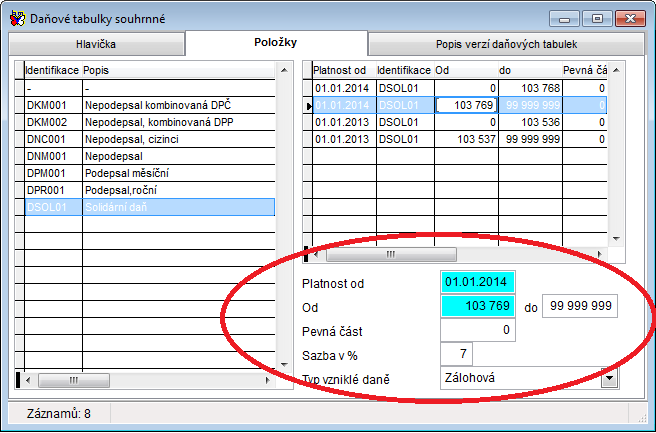 Daňové tabulky souhrnné
Hlavička Položky Popis verzí daňových tabulek
Identifikace Popis
- -
DKM001 Nepodepsal kombinovaná DPČ
DKM002 Nepodepsal, kombinovaná DPP
DNC001 Nepodepsal, cizinci
DNM001 Nepodepsal
DPM001 Podepsal měsíční
DPR001 Podepsal,roční
DSOL01 Solidární daň
Platnost od Identifikace Od do Pevná čá
01.01.2014 DSOL01 0 103 768 0
01.01.2014 DSOL01 103 769 99 999 999 0
01.01.2013 DSOL01 0 103 536 0
01.01.2013 DSOL01 103 537 99 999 999 0
Platnost od 01.01.2014
Od 103 769 do 99 999 999
Pevná část 0
Sazba v % 7
Typ vzniklé daně Zálohová
Záznamů: 8